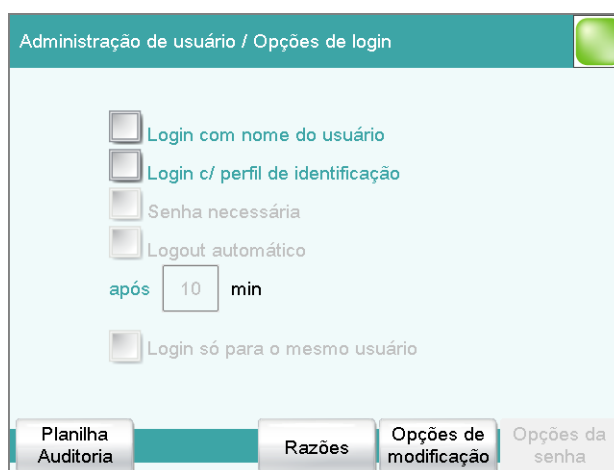 Administração de usuário / Opções de login
Login com nome do usuário
Login c/ perfil de identificação
Senha necessária
Logout automático
após 10 min
Login só para o mesmo usuário
Planilha
Auditoria
Razões
Opções de
modificação
Opções da
senha